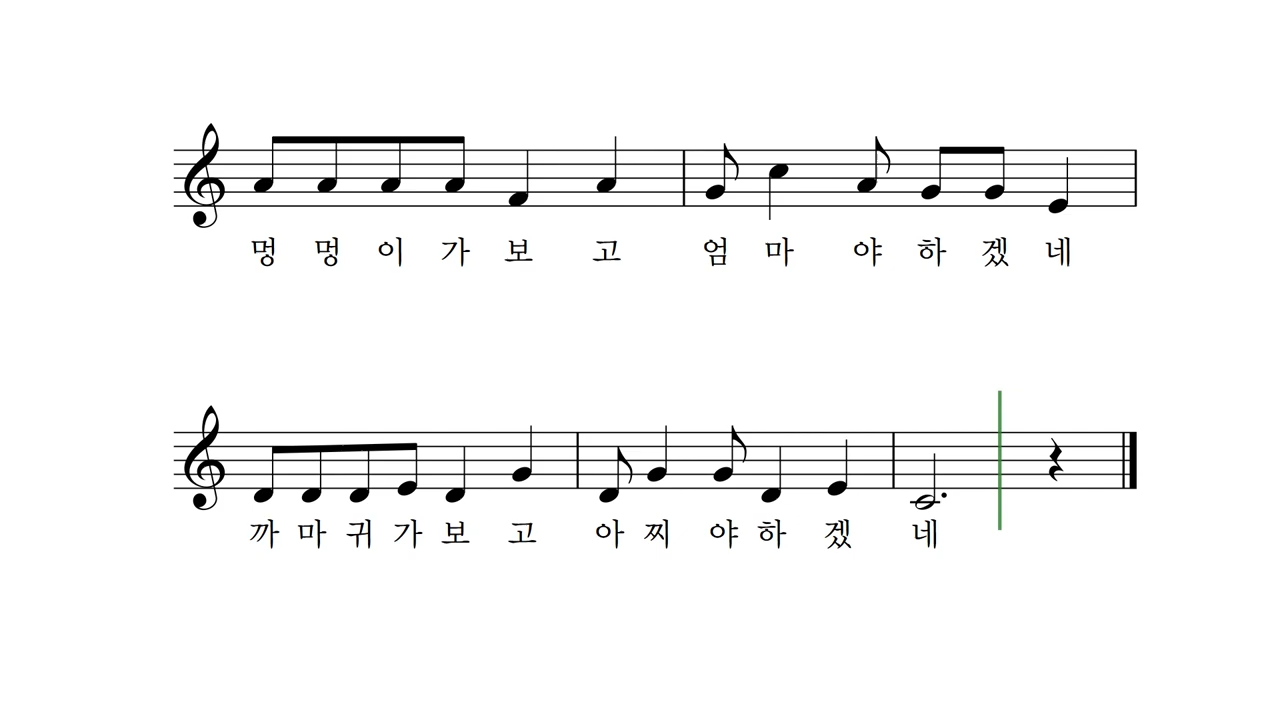 멍 멍 이 가 보 고 엄 마 야 하 겠 네
까 마 귀 가 보 고 아 찌 야 하 겠 네